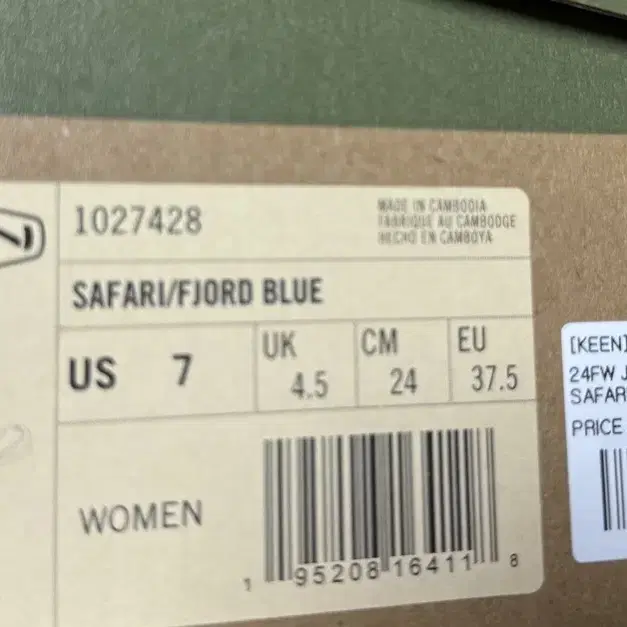 1027428
MADE IN CAMBODIA
FABRIQUE AU CAMBODGE
HECHO EN CAMBOYA
SAFARI/FJORD BLUE
US 7
UK 4.5
CM 24
EU 37.5
WOMEN
1 95208 16411 8
[KEEN]
24FW J
SAFAR
PRICE